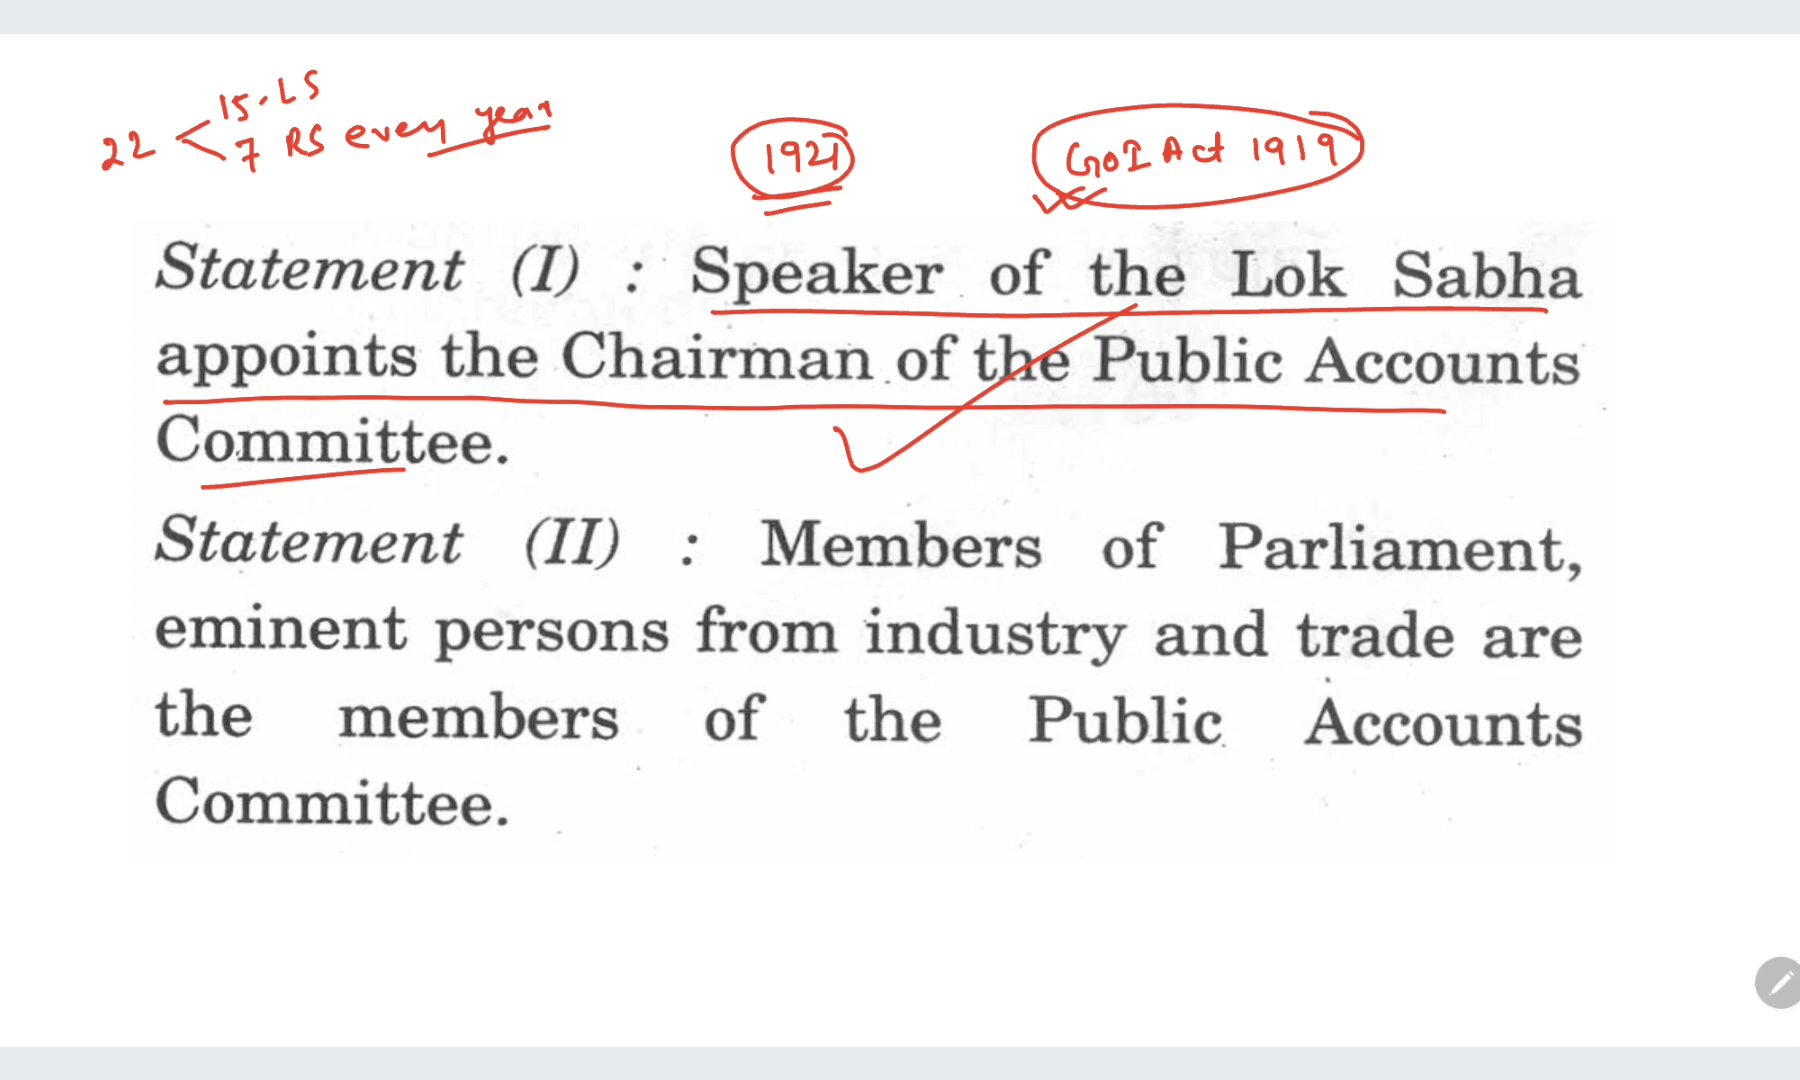 15. LS
22 < 7 RS every year
1921
GOI Act 1919
Statement (I) : Speaker of the Lok Sabha
appoints the Chairman of the Public Accounts
Committee.
Statement (II) : Members of Parliament,
eminent persons from industry and trade are
the members of the Public Accounts
Committee.